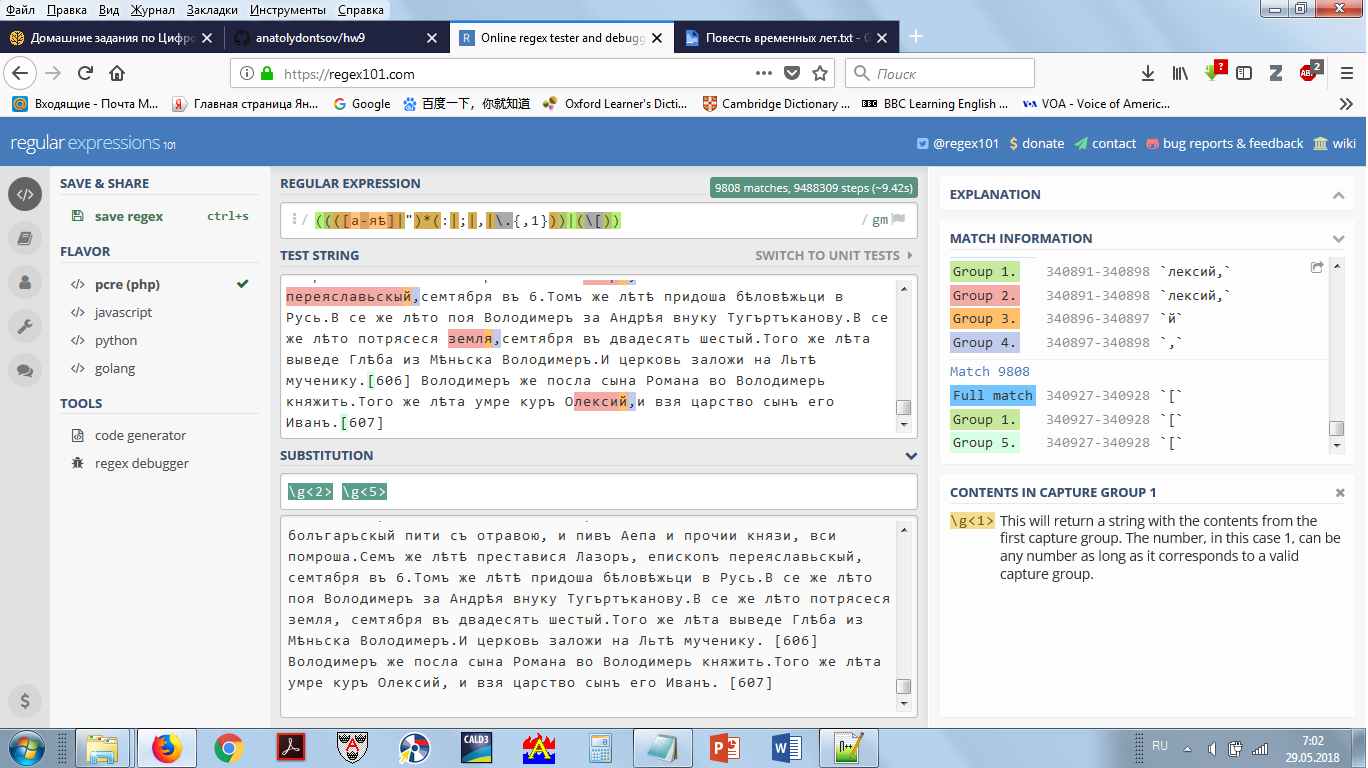 Файл Правка Вид Журнал Закладки Инструменты Справка
Домашние задания по Цифро
anatolydontsov/hw9
Online regex tester and debugg
Повесть временных лет.txt - G
https://regex101.com
Поиск
Входящие - Почта M...
Главная страница Ян...
Google
百度一下，你就知道
Oxford Learner's Dicti...
Cambridge Dictionary ...
BBC Learning English ...
VOA - Voice of Americ...
regular expressions 101
@regex101
donate
contact
bug reports & feedback
wiki
SAVE & SHARE
save regex ctrl+s
FLAVOR
pcre (php)
javascript
python
golang
TOOLS
code generator
regex debugger
REGULAR EXPRESSION
9808 matches, 9488309 steps (~9.42s)
/ ((([а-яѣ]|")*(:|;|,|\.{,1}))|(\[)) / gm
TEST STRING
SWITCH TO UNIT TESTS
переяславьскый,семтября въ 6.Томъ же лѣтѣ придоша бѣловѣжьци в
Русь.В се же лѣто поя Володимеръ за Андрѣя внуку Тугъртъканову.В се
же лѣто потрясеся земля,семтября въ двадесять шестый.Того же лѣта
выведе Глѣба из Мѣньска Володимеръ.И церковь заложи на Льтѣ
мученику.[606] Володимеръ же посла сына Романа во Володимерь
княжить.Того же лѣта умре куръ Олексий,и взя царство сынъ его
Иванъ.[607]
SUBSTITUTION
\g<2> \g<5>
болъгарьскый пити съ отравою, и пивъ Аепа и прочии князи, вси
помроша.Семъ же лѣтѣ преставися Лазоръ, епископъ переяславьскый,
семтября въ 6.Томъ же лѣтѣ придоша бѣловѣжьци в Русь.В се же лѣто
поя Володимеръ за Андрѣя внуку Тугъртъканову.В се же лѣто потрясеся
земля, семтября въ двадесять шестый.Того же лѣта выведе Глѣба из
Мѣньска Володимеръ.И церковь заложи на Льтѣ мученику. [606]
Володимеръ же посла сына Романа во Володимерь княжить.Того же лѣта
умре куръ Олексий, и взя царство сынъ его Иванъ. [607]
EXPLANATION
MATCH INFORMATION
Group 1. 340891-340898 `лексий,`
Group 2. 340891-340898 `лексий,`
Group 3. 340896-340897 `й`
Group 4. 340897-340898 `,`
Match 9808
Full match 340927-340928 `[`
Group 1. 340927-340928 `[`
Group 5. 340927-340928 `[`
CONTENTS IN CAPTURE GROUP 1
\g<1> This will return a string with the contents from the
first capture group. The number, in this case 1, can be
any number as long as it corresponds to a valid
capture group.
RU
7:02
29.05.2018